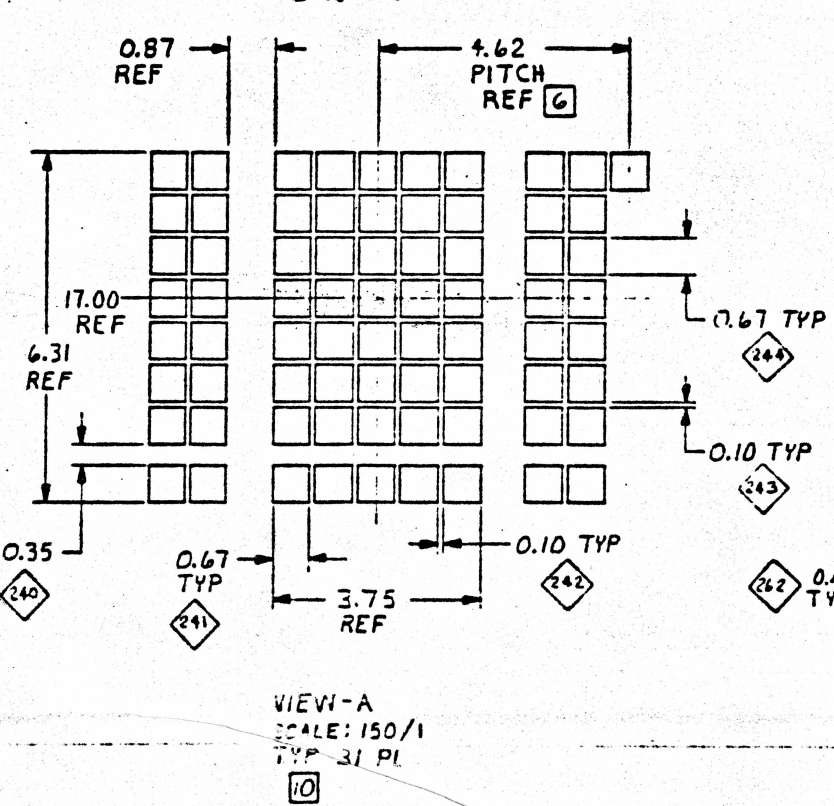 0.87
REF
4.62
PITCH
REF 6
17.00
REF
6.31
REF
0.67 TYP
244
0.10 TYP
243
0.35
240
0.67
TYP
241
0.10 TYP
242
3.75
REF
262
VIEW-A
SCALE: 150/1
TYP 31 PL
10